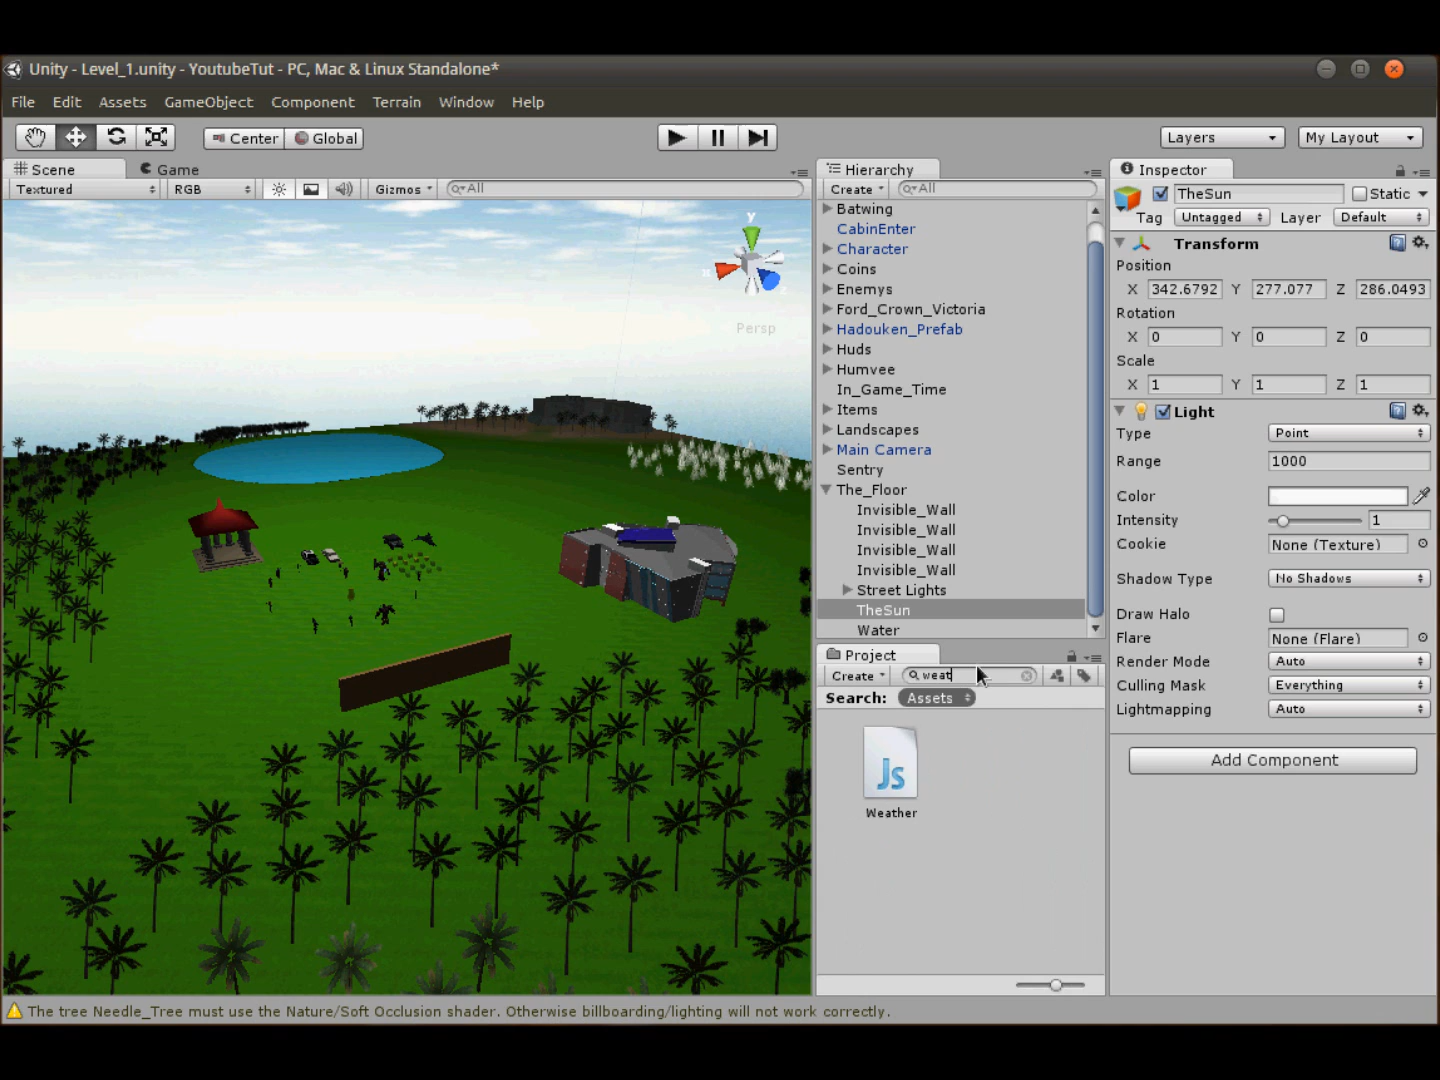 Unity - Level_1.unity - YoutubeTut - PC, Mac & Linux Standalone*
File Edit Assets GameObject Component Terrain Window Help
Center Global Layers My Layout
Scene Game
Textured RGB Gizmos All
y
x
z
Persp
Hierarchy
Create All
Batwing
CabinEnter
Character
Coins
Enemys
Ford_Crown_Victoria
Hadouken_Prefab
Huds
Humvee
In_Game_Time
Items
Landscapes
Main Camera
Sentry
The_Floor
Invisible_Wall
Invisible_Wall
Invisible_Wall
Invisible_Wall
Street Lights
TheSun
Water
Project
Create weat
Search: Assets
Js
Weather
Inspector
TheSun Static
Tag Untagged Layer Default
Transform
Position
X 342.6792 Y 277.077 Z 286.0493
Rotation
X 0 Y 0 Z 0
Scale
X 1 Y 1 Z 1
Light
Type Point
Range 1000
Color
Intensity 1
Cookie None (Texture)
Shadow Type No Shadows
Draw Halo
Flare None (Flare)
Render Mode Auto
Culling Mask Everything
Lightmapping Auto
Add Component
The tree Needle_Tree must use the Nature/Soft Occlusion shader. Otherwise billboarding/lighting will not work correctly.